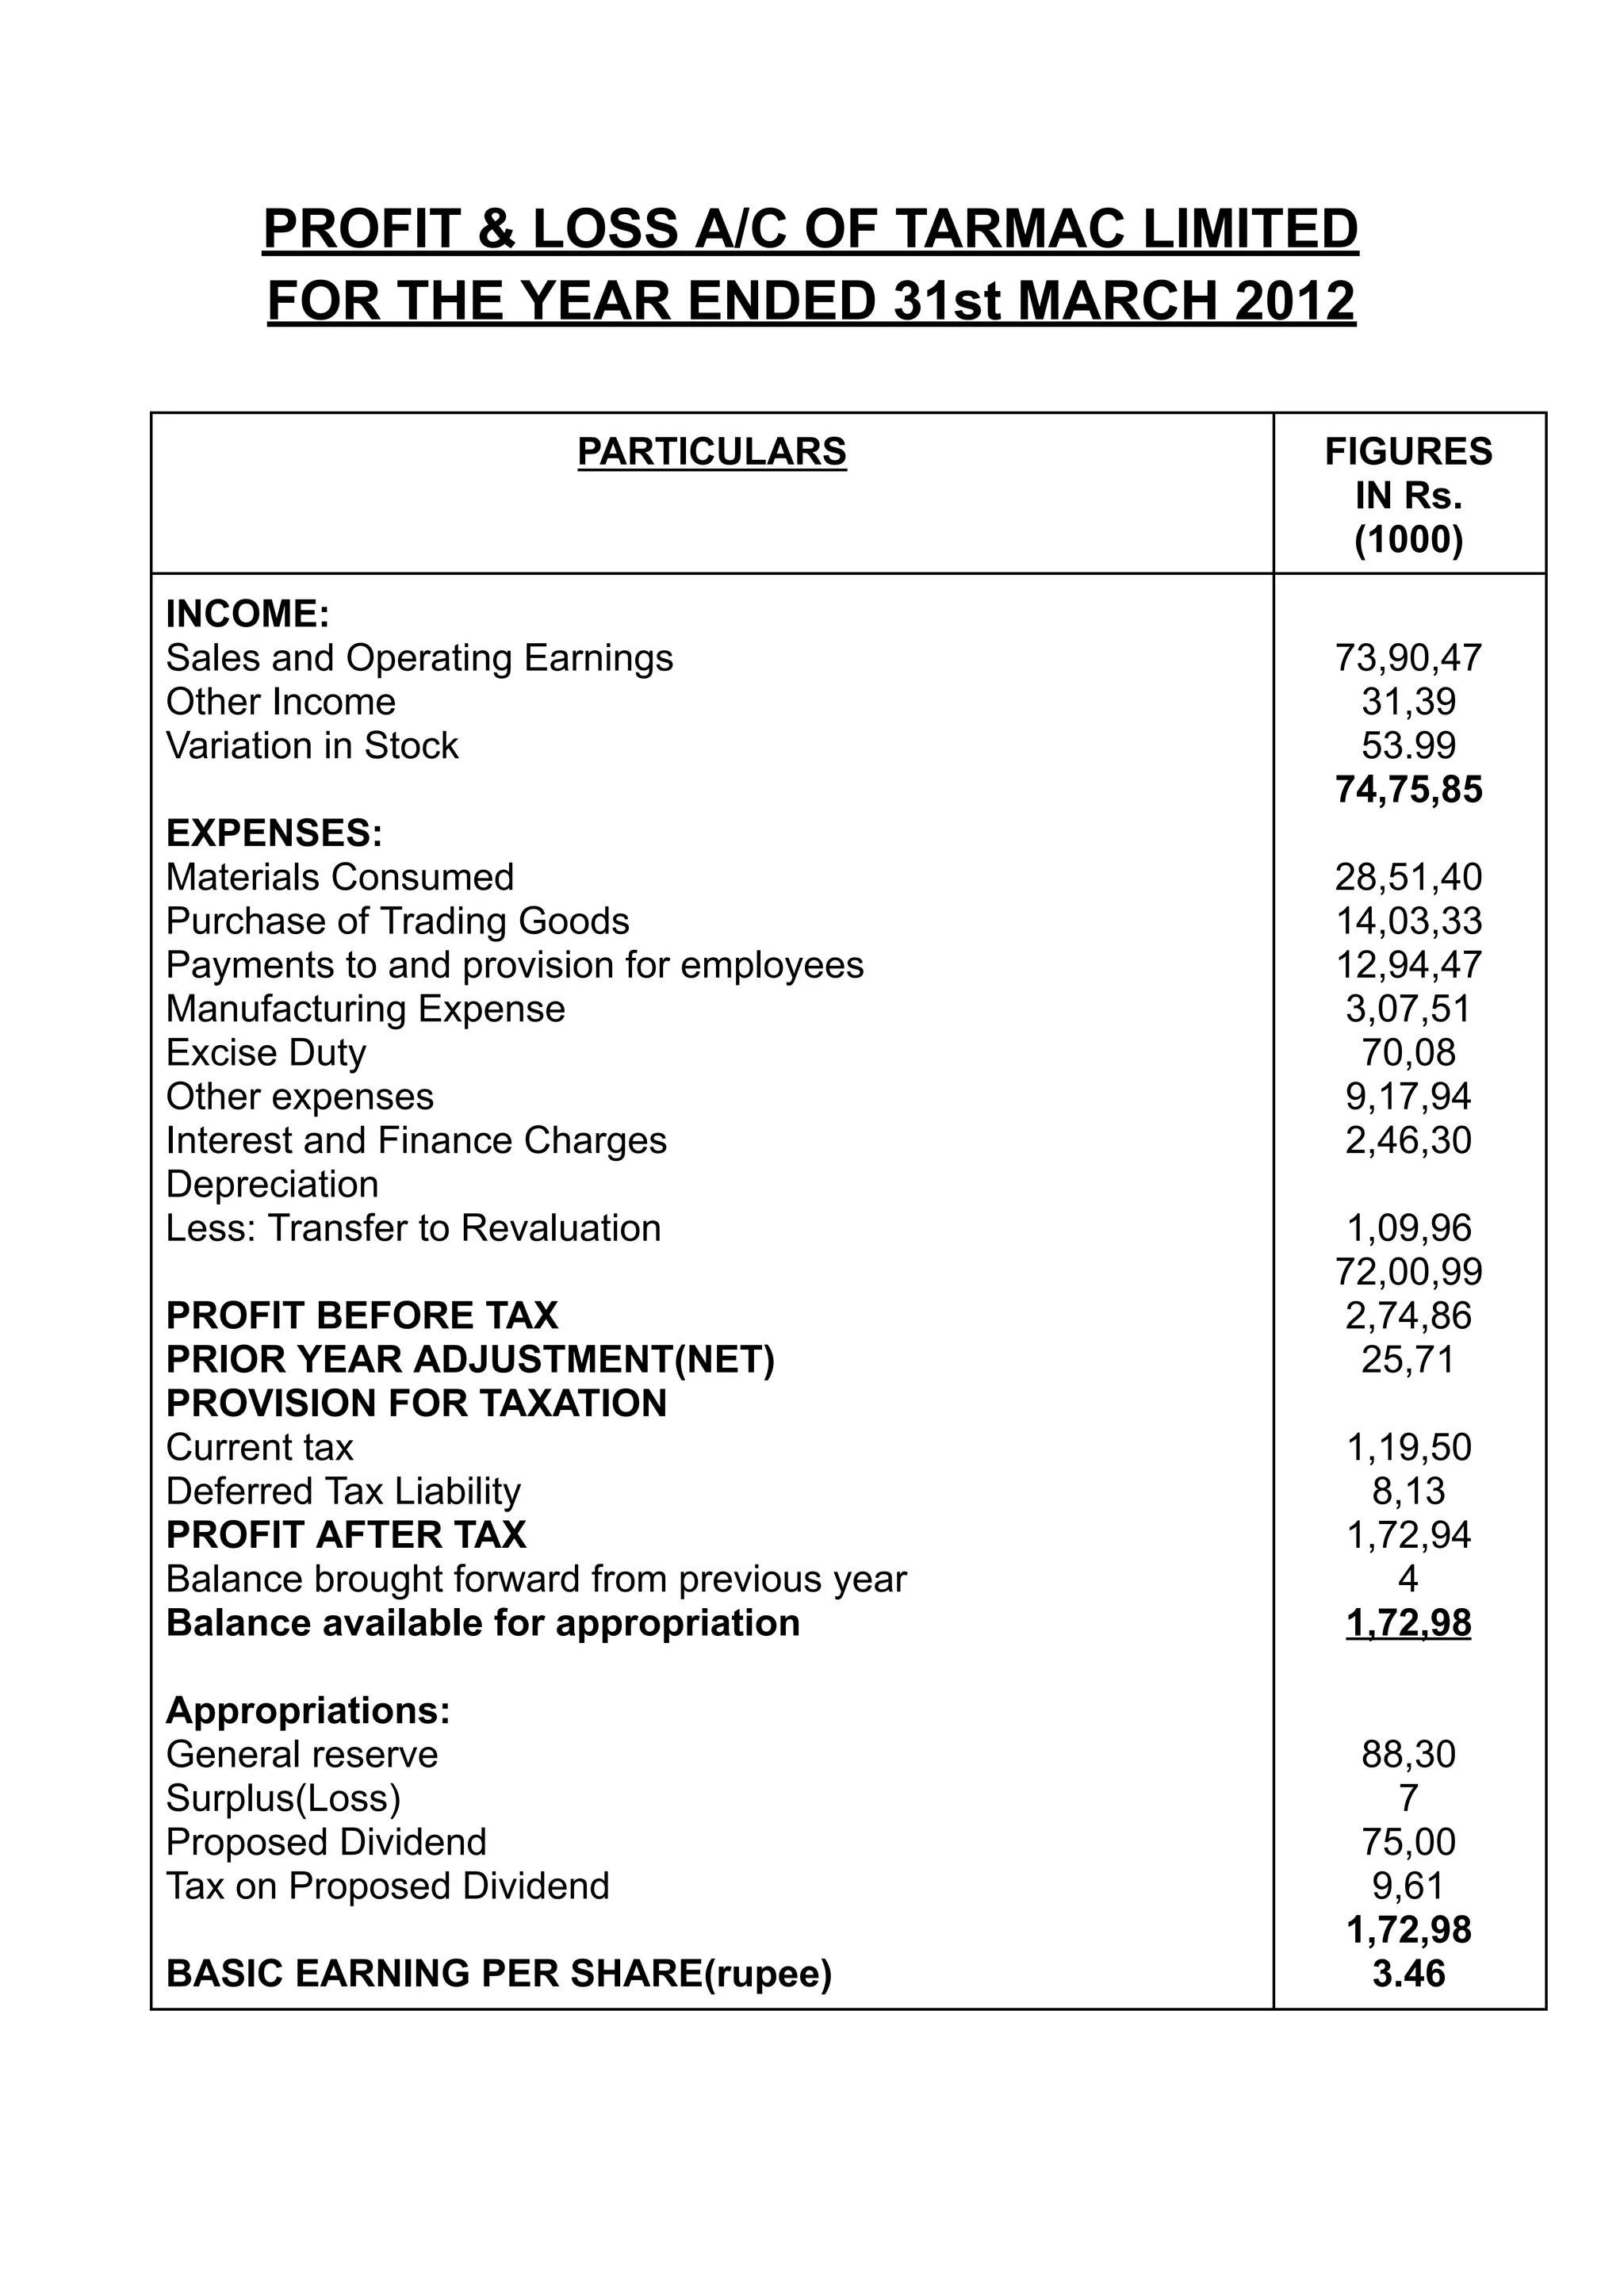 PROFIT & LOSS A/C OF TARMAC LIMITED
FOR THE YEAR ENDED 31st MARCH 2012
PARTICULARS FIGURES
IN Rs.
(1000)
INCOME:
Sales and Operating Earnings 73,90,47
Other Income 31,39
Variation in Stock 53.99
74,75,85
EXPENSES:
Materials Consumed 28,51,40
Purchase of Trading Goods 14,03,33
Payments to and provision for employees 12,94,47
Manufacturing Expense 3,07,51
Excise Duty 70,08
Other expenses 9,17,94
Interest and Finance Charges 2,46,30
Depreciation
Less: Transfer to Revaluation 1,09,96
72,00,99
PROFIT BEFORE TAX 2,74,86
PRIOR YEAR ADJUSTMENT(NET) 25,71
PROVISION FOR TAXATION
Current tax 1,19,50
Deferred Tax Liability 8,13
PROFIT AFTER TAX 1,72,94
Balance brought forward from previous year 4
Balance available for appropriation 1,72,98
Appropriations:
General reserve 88,30
Surplus(Loss) 7
Proposed Dividend 75,00
Tax on Proposed Dividend 9,61
1,72,98
BASIC EARNING PER SHARE(rupee) 3.46